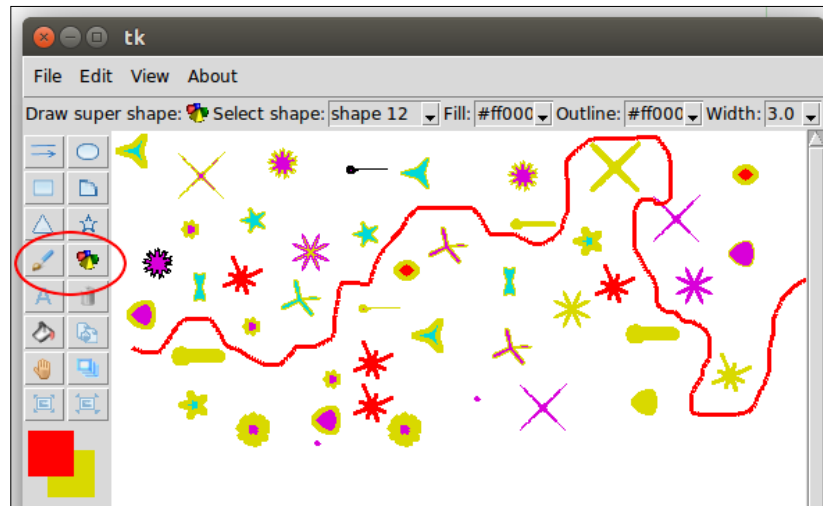 tk
File Edit View About
Draw super shape: Select shape: shape 12 Fill: #ff000 Outline: #ff000 Width: 3.0
A